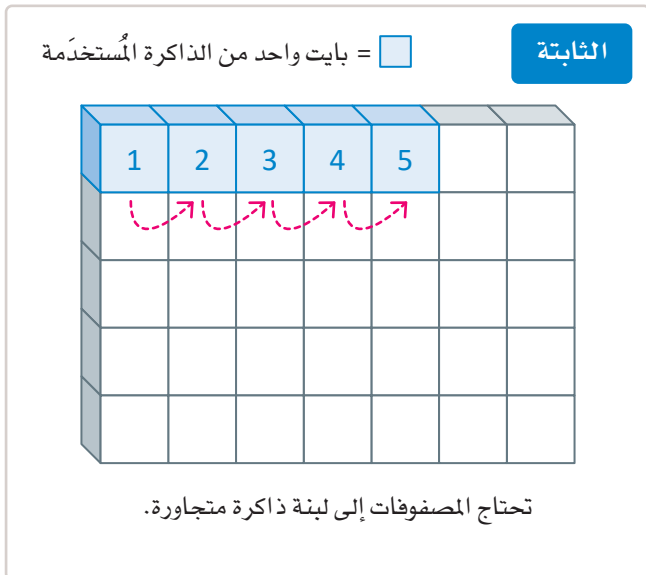 الثابتة
= بايت واحد من الذاكرة المُستخدَمة
1 2 3 4 5
تحتاج المصفوفات إلى لبنة ذاكرة متجاورة.